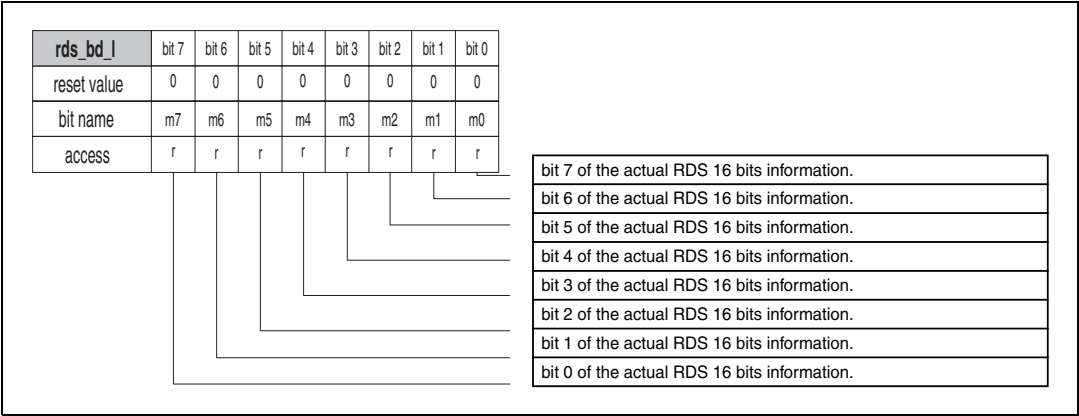 rds_bd_l bit 7 bit 6 bit 5 bit 4 bit 3 bit 2 bit 1 bit 0
reset value 0 0 0 0 0 0 0 0
bit name m7 m6 m5 m4 m3 m2 m1 m0
access r r r r r r r r
bit 7 of the actual RDS 16 bits information.
bit 6 of the actual RDS 16 bits information.
bit 5 of the actual RDS 16 bits information.
bit 4 of the actual RDS 16 bits information.
bit 3 of the actual RDS 16 bits information.
bit 2 of the actual RDS 16 bits information.
bit 1 of the actual RDS 16 bits information.
bit 0 of the actual RDS 16 bits information.